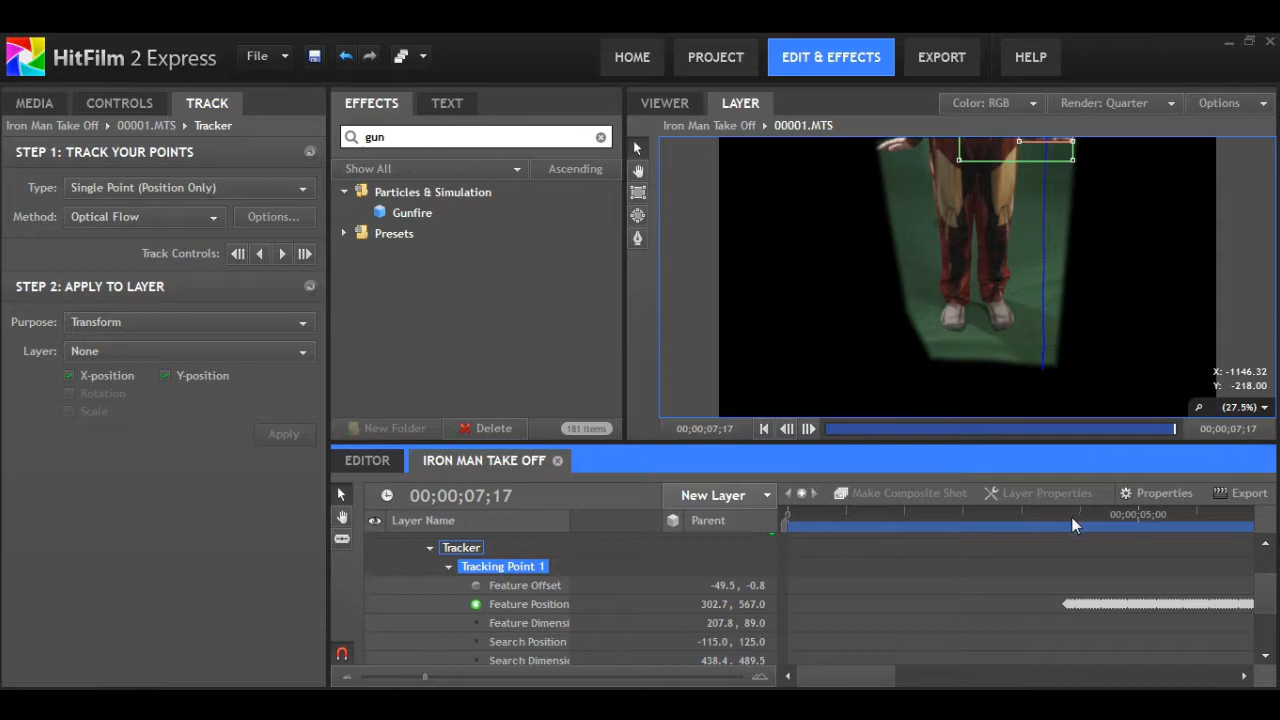 HitFilm 2 Express
File
HOME
PROJECT
EDIT & EFFECTS
EXPORT
HELP
MEDIA
CONTROLS
TRACK
Iron Man Take Off
00001.MTS
Tracker
STEP 1: TRACK YOUR POINTS
Type:
Single Point (Position Only)
Method:
Optical Flow
Options...
Track Controls:
STEP 2: APPLY TO LAYER
Purpose:
Transform
Layer:
None
X-position
Y-position
Rotation
Scale
Apply
EFFECTS
TEXT
gun
Show All
Ascending
Particles & Simulation
Gunfire
Presets
New Folder
Delete
181 items
VIEWER
LAYER
Color: RGB
Render: Quarter
Options
Iron Man Take Off
00001.MTS
X: -1146.32
Y: -218.00
(27.5%)
00;00;07;17
00;00;07;17
EDITOR
IRON MAN TAKE OFF
00;00;07;17
New Layer
Make Composite Shot
Layer Properties
Properties
Export
Layer Name
Parent
0
00;00;05;00
Tracker
Tracking Point 1
Feature Offset
-49.5, -0.8
Feature Position
302.7, 567.0
Feature Dimensi
207.8, 89.0
Search Position
-115.0, 125.0
Search Dimensi
438.4, 489.5